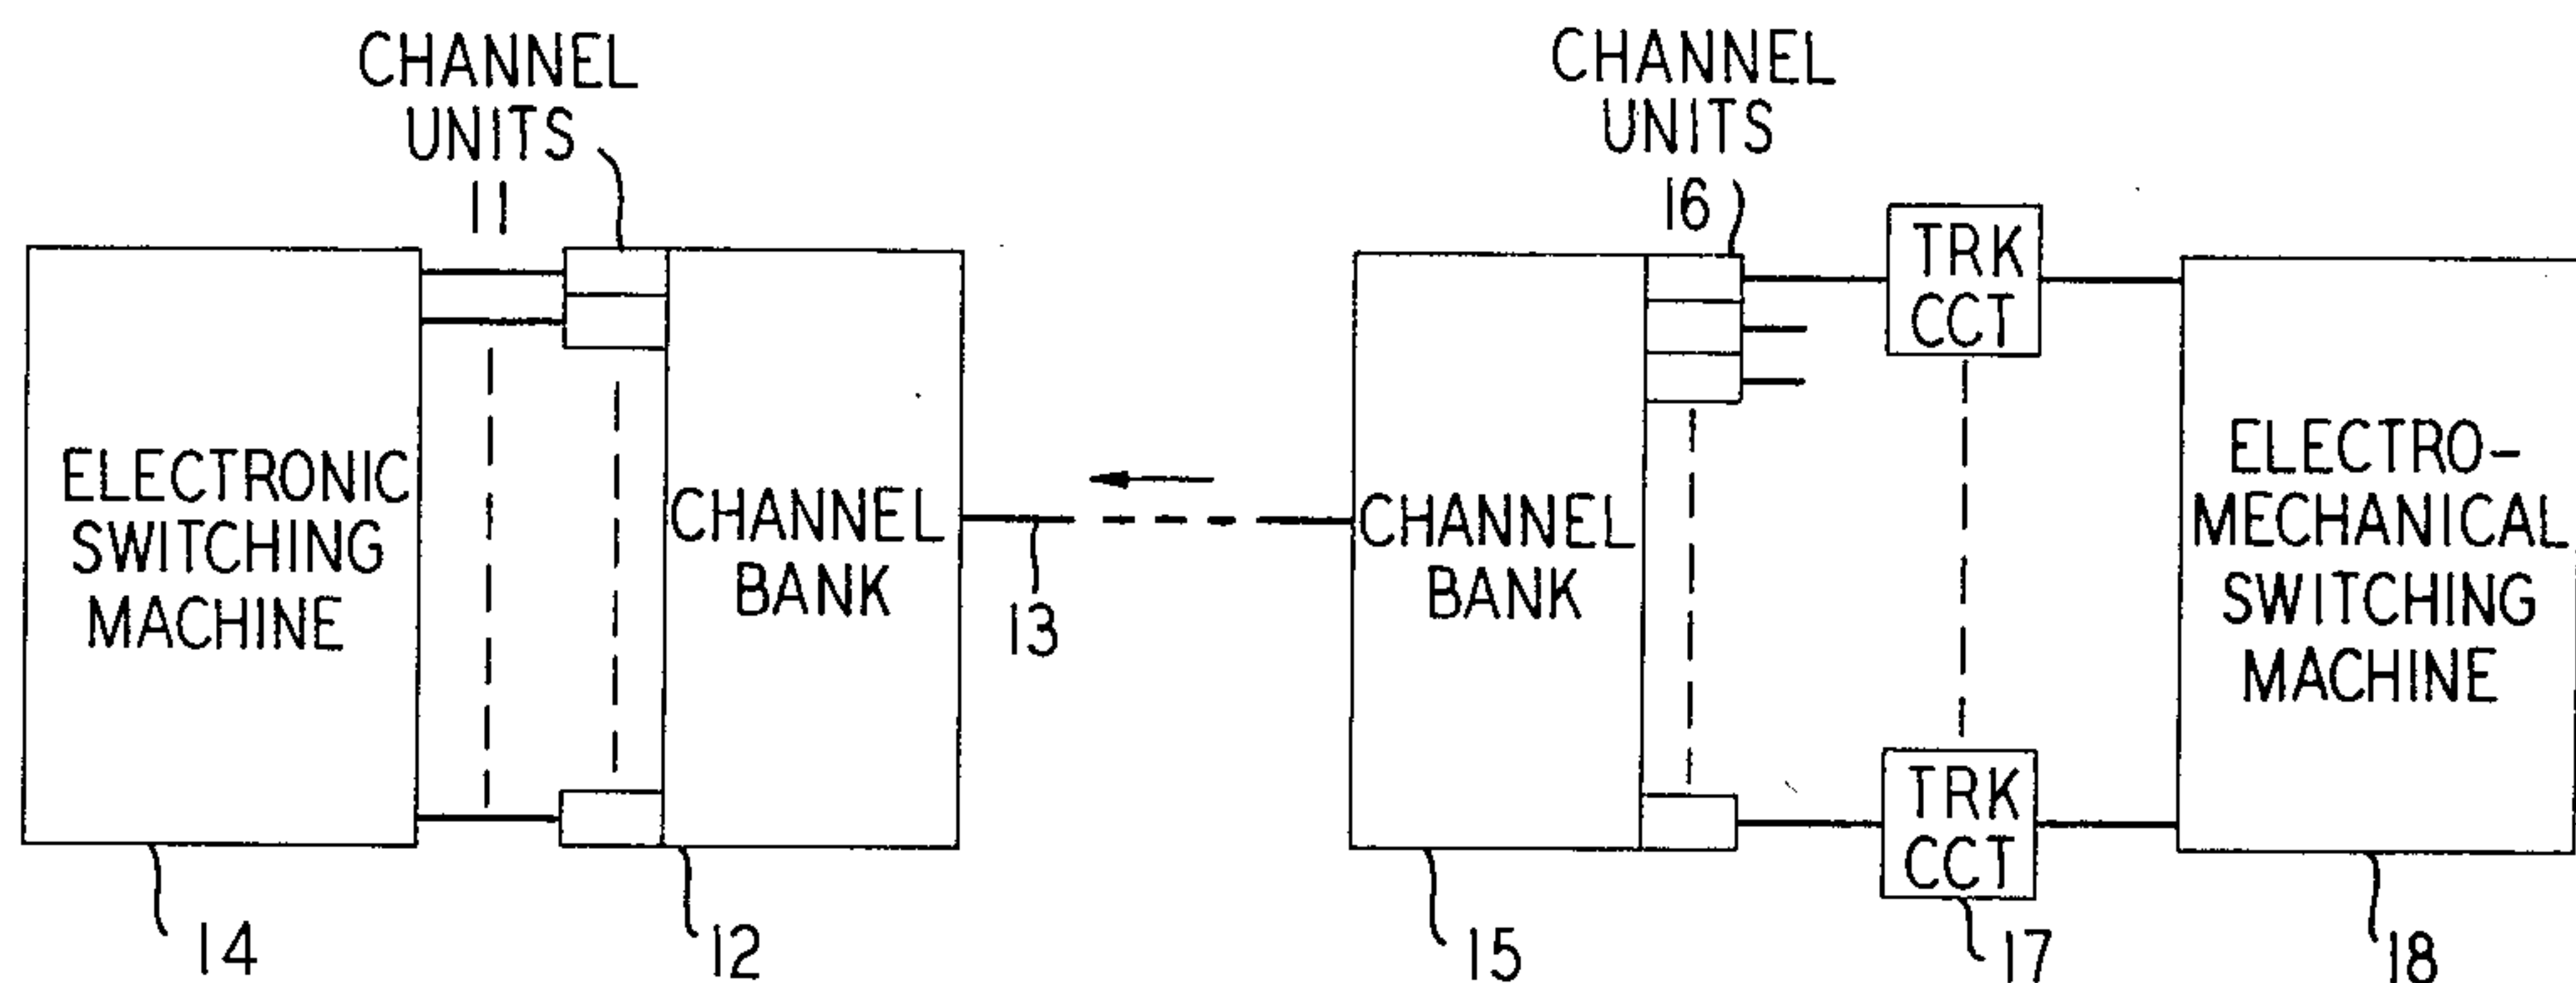 CHANNEL
UNITS
11
CHANNEL
UNITS
16
ELECTRONIC
SWITCHING
MACHINE
CHANNEL
BANK
13
CHANNEL
BANK
TRK
CCT
TRK
CCT
ELECTRO-
MECHANICAL
SWITCHING
MACHINE
14
12
15
17
18